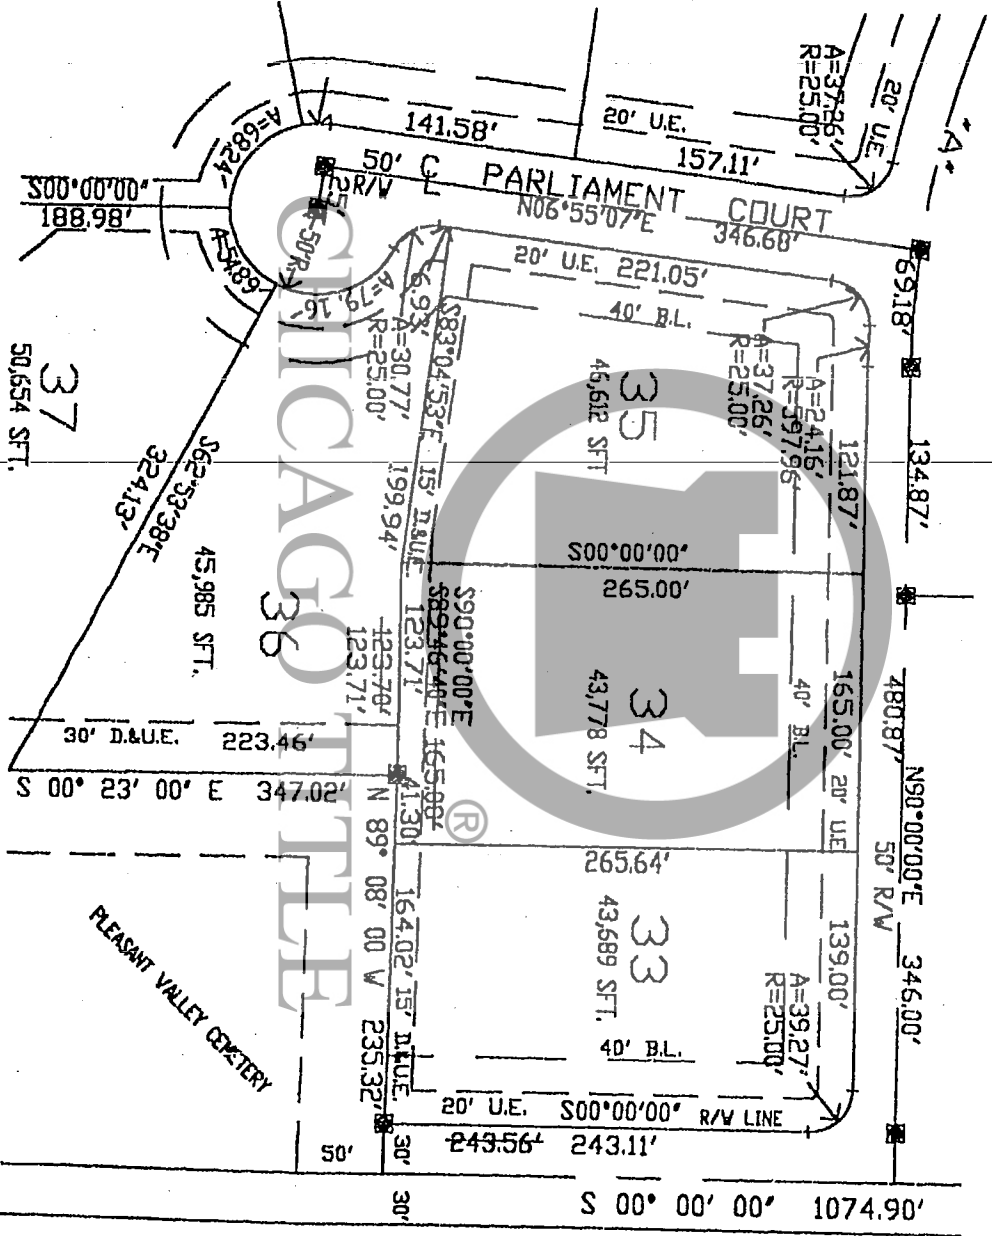 A=37.26'
R=25.00'
20' U.E.
"A"
A=68.24'
141.58'
20' U.E.
157.11'
50' ℄
R/W
25'
PARLIAMENT COURT
N06°55'07"E
346.68'
S00°00'00"
188.98'
50'R.
A=54.89'
A=79.16'
6.93'
20' U.E. 221.05'
40' B.L.
69.18'
A=30.77'
R=25.00'
S83°04'53"E 15' D.&U.E.
199.94'
A=37.26'
R=25.00'
A=24.16'
R=597.96
121.87'
134.87'
37
50,654 SFT.
S62°53'38"E
324.13'
35
46,612 SFT
S00°00'00"
265.00'
36
45,985 SFT.
S90°00'00"E
S89°46'40"E 165.00'
123.71'
123.70'
123.71'
34
43,778 SFT.
40' B.L.
165.00' 20' U.E.
480.87'
N90°00'00"E 346.00'
50' R/W
30' D.&U.E. 223.46'
S 00° 23' 00" E 347.02'
41.30'
N 89° 08' 00 W 235.32'
265.64'
164.02' 15' D.&U.E.
33
43,689 SFT.
139.00'
A=39.27'
R=25.00'
40' B.L.
PLEASANT VALLEY CEMETERY
20' U.E. S00°00'00" R/W LINE
243.56' 243.11'
50'
30'
30'
S 00° 00' 00" 1074.90'
CHICAGO TITLE
®